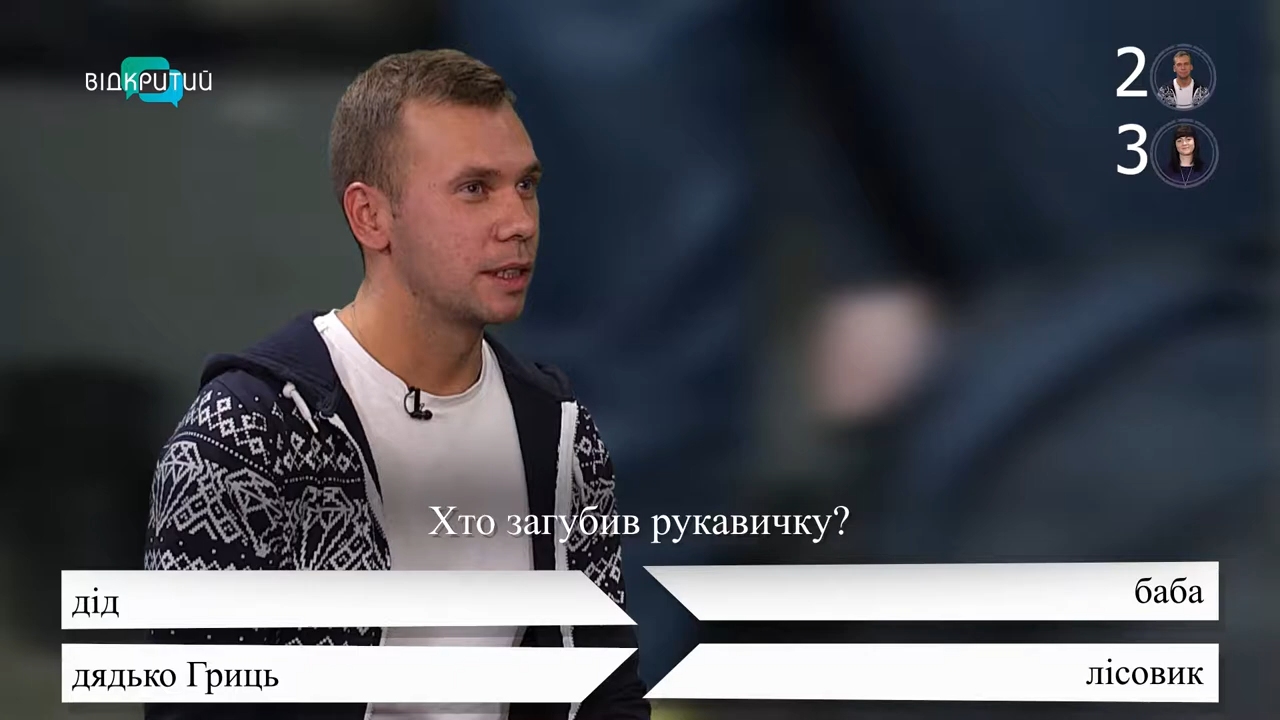 ВІДКРИТИЙ
2
3
Хто загубив рукавичку?
дід
баба
дядько Гриць
лісовик